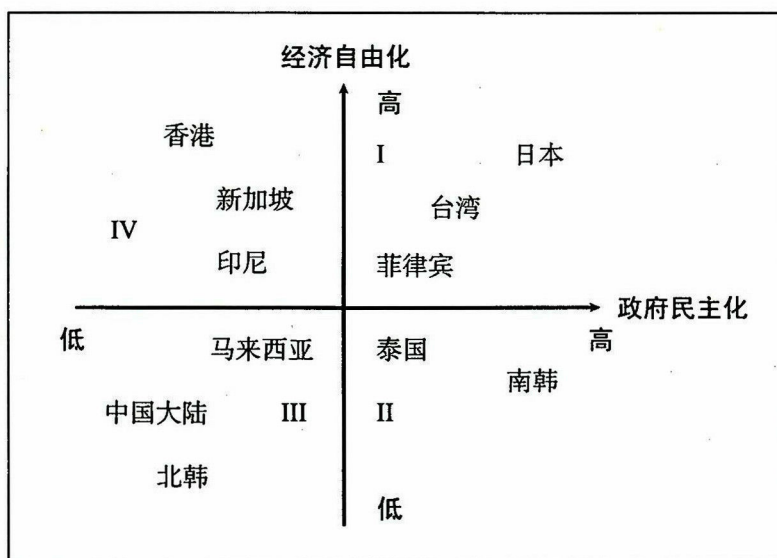 经济自由化
高
香港
I 日本
新加坡 台湾
IV
印尼 菲律宾
政府民主化
低 高
马来西亚 泰国
南韩
中国大陆 III II
北韩
低